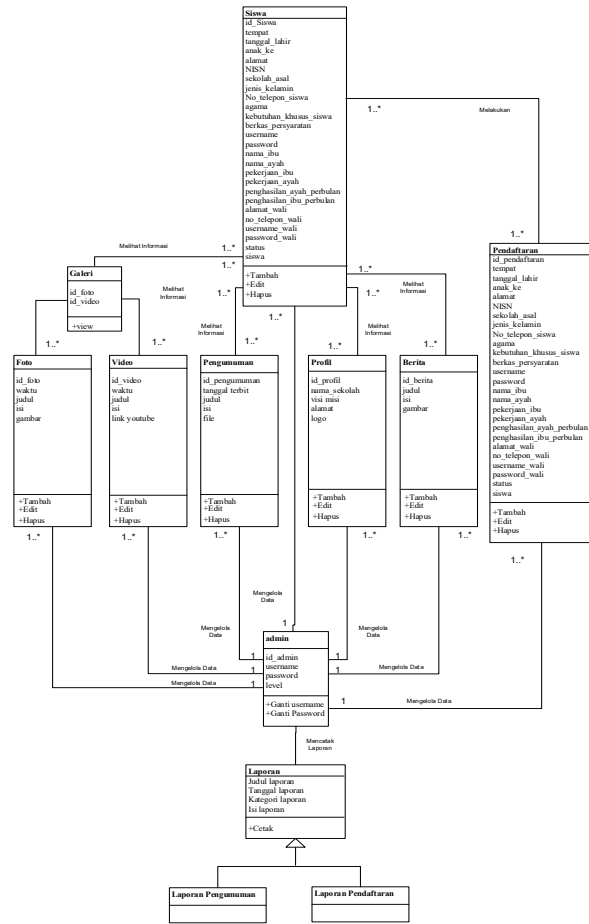 Siswa
id_Siswa
tempat
tanggal_lahir
anak_ke
alamat
NISN
sekolah_asal
jenis_kelamin
No_telepon_siswa
agama
kebutuhan_khusus_siswa
berkas_persyaratan
username
password
nama_ibu
nama_ayah
pekerjaan_ibu
pekerjaan_ayah
penghasilan_ayah_perbulan
penghasilan_ibu_perbulan
alamat_wali
no_telepon_wali
username_wali
password_wali
status
siswa
+Tambah
+Edit
+Hapus
1..*
Melakukan
1..*
Melihat Informasi
1..*
1..*
Galeri
id_foto
id_video
+view
Melihat
Informasi
1..*
Melihat
Informasi
1..*
Melihat
Informasi
1..*
Melihat
Informasi
1..*
1..*
1..*
1..*
1..*
1..*
Foto
id_foto
waktu
judul
isi
gambar
+Tambah
+Edit
+Hapus
1..*
Video
id_video
waktu
judul
isi
link youtube
+Tambah
+Edit
+Hapus
1..*
Pengumuman
id_pengumuman
tanggal terbit
judul
isi
file
+Tambah
+Edit
+Hapus
1..*
Profil
id_profil
nama_sekolah
visi misi
alamat
logo
+Tambah
+Edit
+Hapus
1..*
Berita
id_berita
judul
isi
gambar
+Tambah
+Edit
+Hapus
1..*
Pendaftaran
id_pendaftaran
tempat
tanggal_lahir
anak_ke
alamat
NISN
sekolah_asal
jenis_kelamin
No_telepon_siswa
agama
kebutuhan_khusus_siswa
berkas_persyaratan
username
password
nama_ibu
nama_ayah
pekerjaan_ibu
pekerjaan_ayah
penghasilan_ayah_perbulan
penghasilan_ibu_perbulan
alamat_wali
no_telepon_wali
username_wali
password_wali
status
siswa
+Tambah
+Edit
+Hapus
1..*
Mengelola
Data
Mengelola
Data
Mengelola
Data
1
admin
id_admin
username
password
level
+Ganti username
+Ganti Password
1
1
1
1
1
1
Mengelola Data
Mengelola Data
Mengelola Data
Mengelola Data
Mencetak
Laporan
Laporan
Judul laporan
Tanggal laporan
Kategori laporan
Isi laporan
+Cetak
Laporan Pengumuman
Laporan Pendaftaran